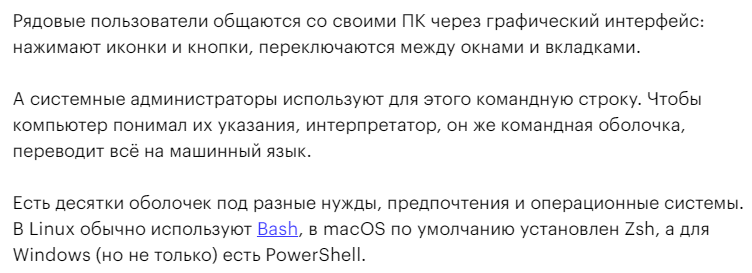 Рядовые пользователи общаются со своими ПК через графический интерфейс:
нажимают иконки и кнопки, переключаются между окнами и вкладками.
А системные администраторы используют для этого командную строку. Чтобы
компьютер понимал их указания, интерпретатор, он же командная оболочка,
переводит всё на машинный язык.
Есть десятки оболочек под разные нужды, предпочтения и операционные системы.
В Linux обычно используют Bash, в macOS по умолчанию установлен Zsh, а для
Windows (но не только) есть PowerShell.